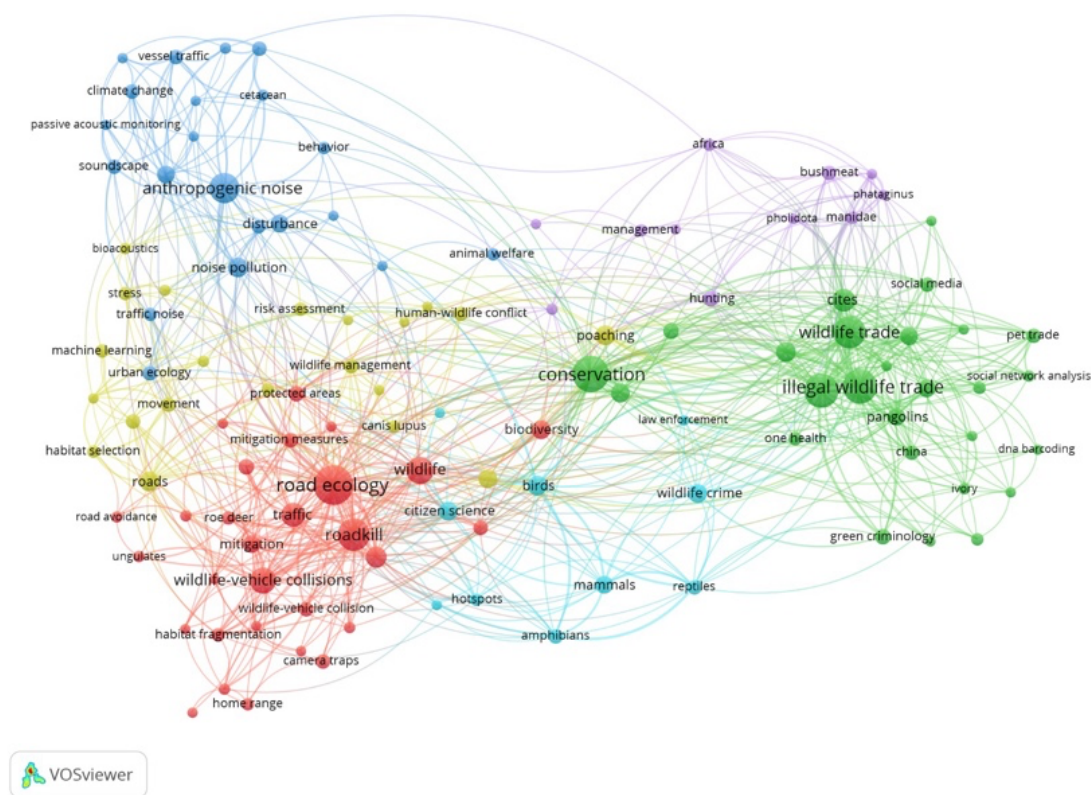 vessel traffic
climate change
cetacean
passive acoustic monitoring
behavior
africa
soundscape
bushmeat
anthropogenic noise
phataginus
pholidota
manidae
disturbance
management
bioacoustics
animal welfare
noise pollution
social media
stress
hunting
cites
traffic noise
risk assessment
human-wildlife conflict
poaching
wildlife trade
pet trade
machine learning
wildlife management
urban ecology
conservation
social network analysis
illegal wildlife trade
protected areas
movement
pangolins
law enforcement
canis lupus
biodiversity
mitigation measures
one health
habitat selection
china
dna barcoding
wildlife
roads
road ecology
birds
wildlife crime
ivory
road avoidance
roe deer
traffic
citizen science
roadkill
green criminology
mitigation
ungulates
wildlife-vehicle collisions
mammals
reptiles
hotspots
wildlife-vehicle collision
habitat fragmentation
amphibians
camera traps
home range
VOSviewer